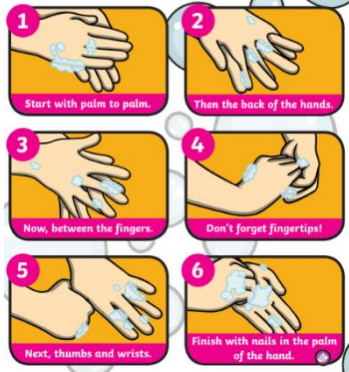 1
Start with palm to palm.
2
Then the back of the hands.
3
Now, between the fingers.
4
Don't forget fingertips!
5
Next, thumbs and wrists.
6
Finish with nails in the palm
of the hand.